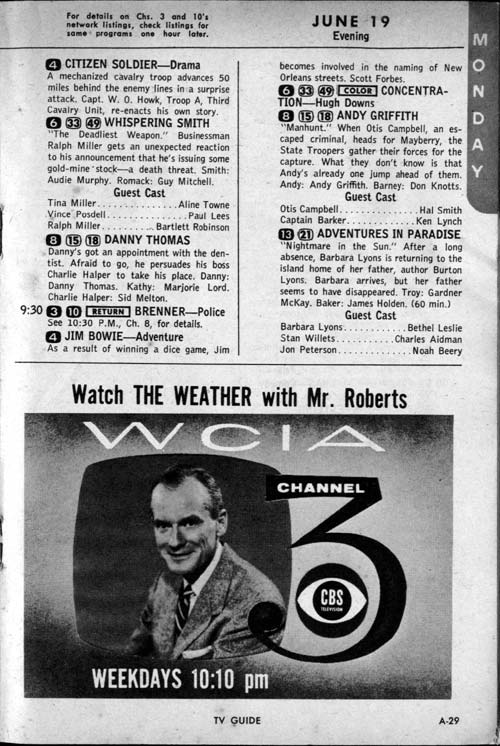 For details on Chs. 3 and 10's
network listings, check listings for
same programs one hour later.
JUNE 19
Evening
MONDAY
4 CITIZEN SOLDIER—Drama
A mechanized cavalry troop advances 50
miles behind the enemy lines in a surprise
attack. Capt. W. O. Howk, Troop A, Third
Cavalry Unit, re-enacts his own story.
6 33 49 WHISPERING SMITH
"The Deadliest Weapon." Businessman
Ralph Miller gets an unexpected reaction
to his announcement that he's issuing some
gold-mine stock—a death threat. Smith:
Audie Murphy. Romack: Guy Mitchell.
Guest Cast
Tina Miller................Aline Towne
Vince Posdell................Paul Lees
Ralph Miller...........Bartlett Robinson
8 15 18 DANNY THOMAS
Danny's got an appointment with the den-
tist. Afraid to go, he persuades his boss
Charlie Halper to take his place. Danny:
Danny Thomas. Kathy: Marjorie Lord.
Charlie Halper: Sid Melton.
9:30 3 10 RETURN BRENNER—Police
See 10:30 P.M., Ch. 8, for details.
4 JIM BOWIE—Adventure
As a result of winning a dice game, Jim
becomes involved in the naming of New
Orleans streets. Scott Forbes.
6 33 49 COLOR CONCENTRA-
TION—Hugh Downs
8 15 18 ANDY GRIFFITH
"Manhunt." When Otis Campbell, an es-
caped criminal, heads for Mayberry, the
State Troopers gather their forces for the
capture. What they don't know is that
Andy's already one jump ahead of them.
Andy: Andy Griffith. Barney: Don Knotts.
Guest Cast
Otis Campbell................Hal Smith
Captain Barker..............Ken Lynch
13 21 ADVENTURES IN PARADISE
"Nightmare in the Sun." After a long
absence, Barbara Lyons is returning to the
island home of her father, author Burton
Lyons. Barbara arrives, but her father
seems to have disappeared. Troy: Gardner
McKay. Baker: James Holden. (60 min.)
Guest Cast
Barbara Lyons............Bethel Leslie
Stan Willets............Charles Aidman
Jon Peterson..............Noah Beery
Watch THE WEATHER with Mr. Roberts
WCIA
CHANNEL
3
CBS
TELEVISION
WEEKDAYS 10:10 pm
TV GUIDE
A-29